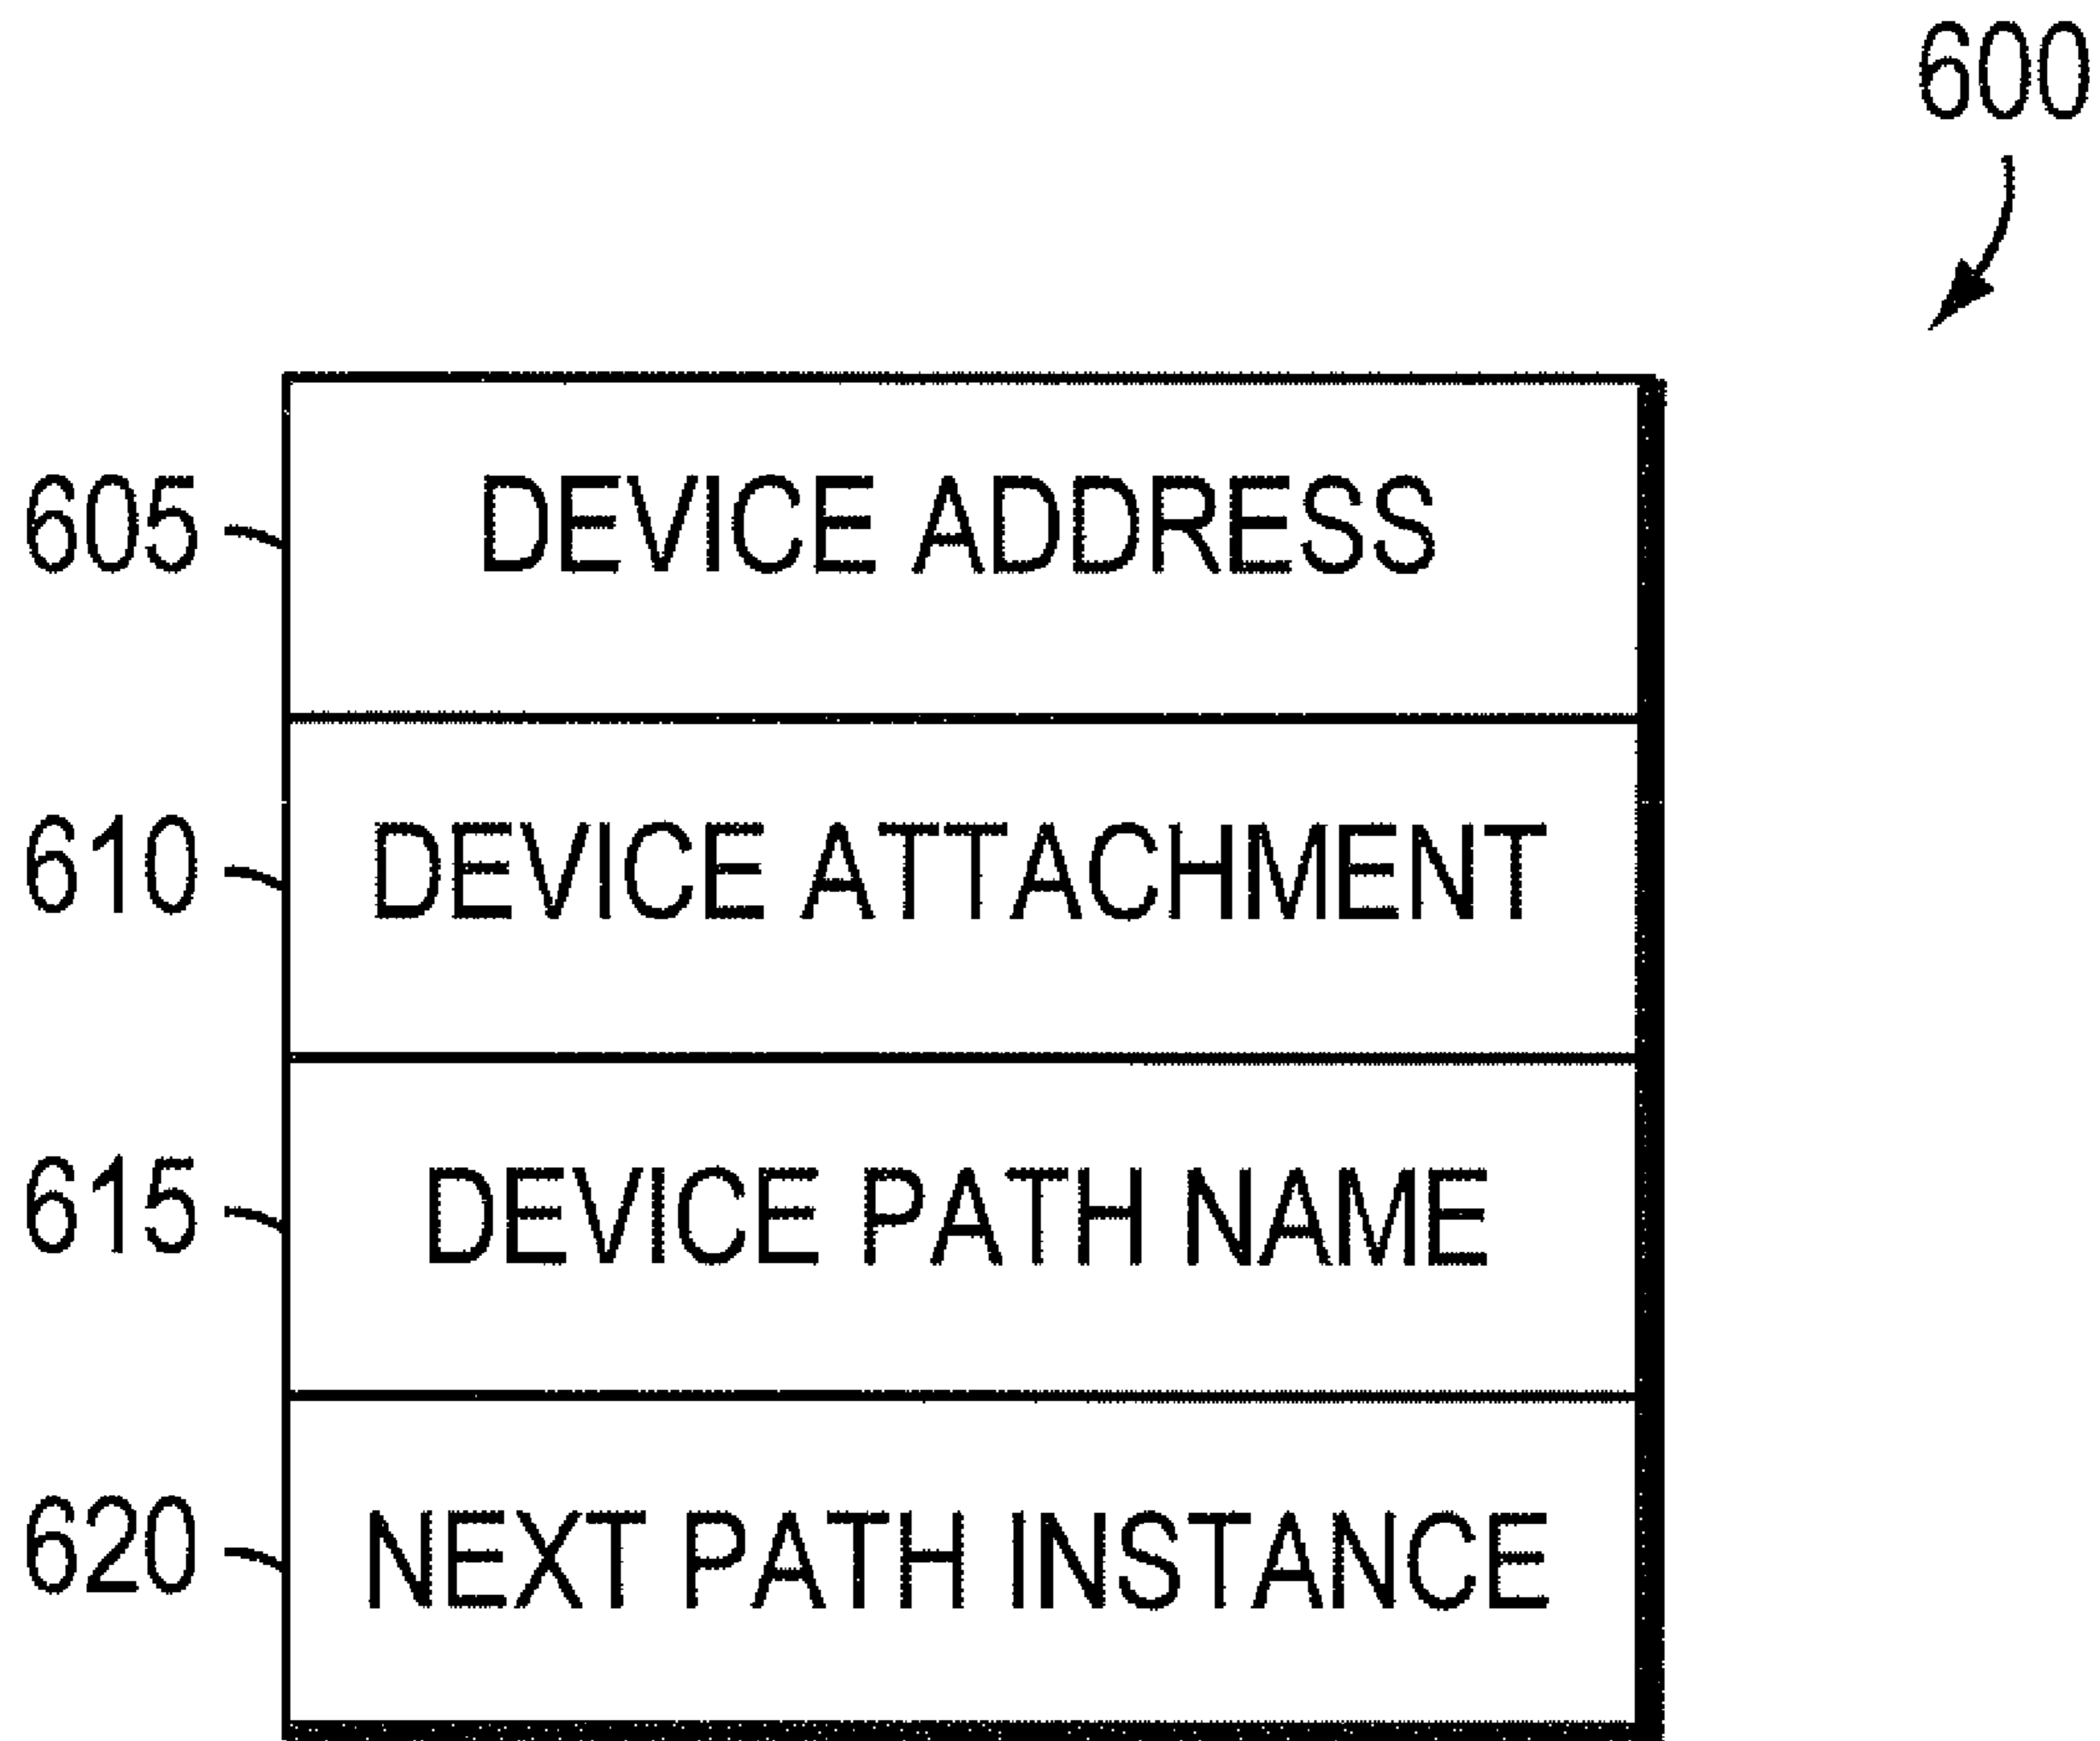 600
605 DEVICE ADDRESS
610 DEVICE ATTACHMENT
615 DEVICE PATH NAME
620 NEXT PATH INSTANCE